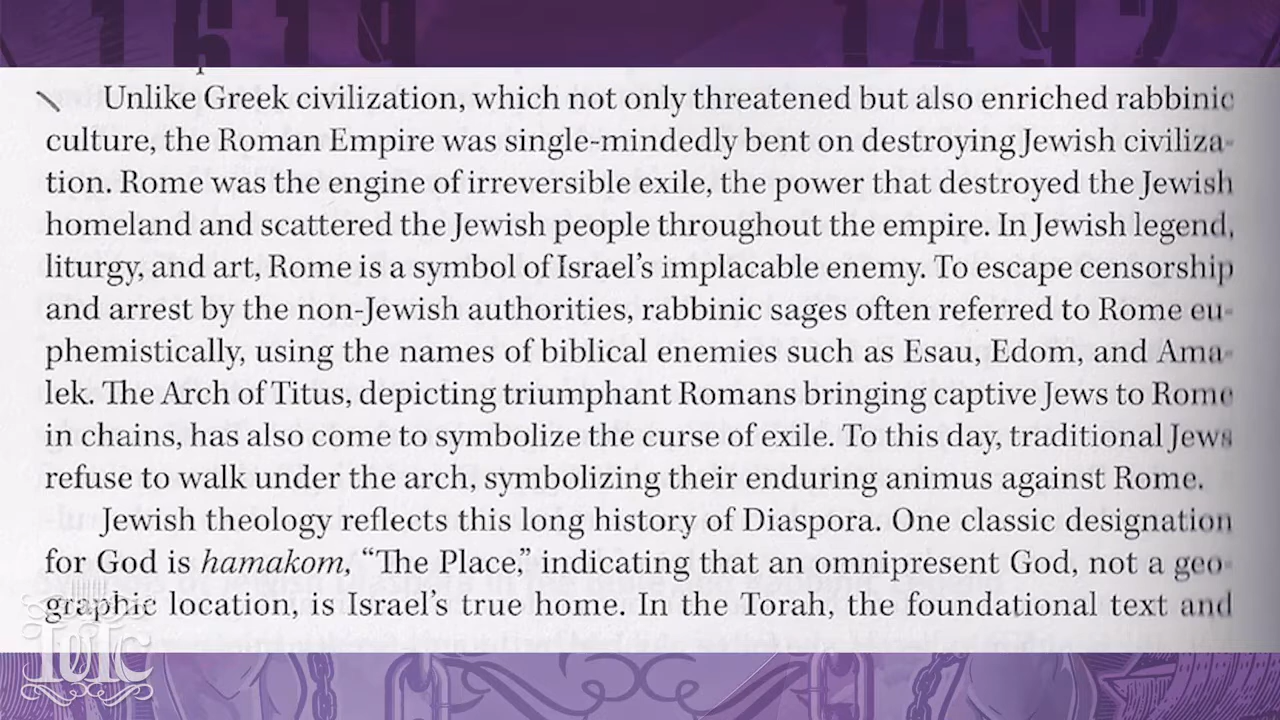 1619 1492
Unlike Greek civilization, which not only threatened but also enriched rabbinic
culture, the Roman Empire was single-mindedly bent on destroying Jewish civiliza-
tion. Rome was the engine of irreversible exile, the power that destroyed the Jewish
homeland and scattered the Jewish people throughout the empire. In Jewish legend,
liturgy, and art, Rome is a symbol of Israel’s implacable enemy. To escape censorship
and arrest by the non-Jewish authorities, rabbinic sages often referred to Rome eu-
phemistically, using the names of biblical enemies such as Esau, Edom, and Ama-
lek. The Arch of Titus, depicting triumphant Romans bringing captive Jews to Rome
in chains, has also come to symbolize the curse of exile. To this day, traditional Jews
refuse to walk under the arch, symbolizing their enduring animus against Rome.
Jewish theology reflects this long history of Diaspora. One classic designation
for God is hamakom, “The Place,” indicating that an omnipresent God, not a geo-
graphic location, is Israel’s true home. In the Torah, the foundational text and
IUIC